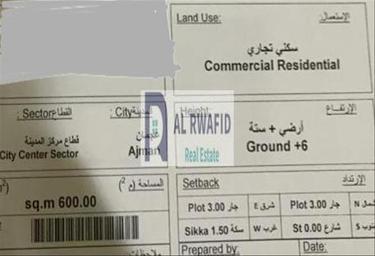 Land Use: الإستعمال:
سكني تجاري
Commercial Residential
Sector القطاع City المدينة
قطاع مركز المدينة عجمان
City Center Sector Ajman
Height: الإرتفاع
أرضي + ستة
Ground +6
AL RWAFID
Real Estate
المساحة (م²)
sq.m 600.00
Setback الإرتداد
Plot 3.00 جار شرق E Plot 3.00 جار شمال N
Sikka 1.50 سكة غرب W St 0.00 شارع جنوب S
Prepared by: Date:
ملاحظات